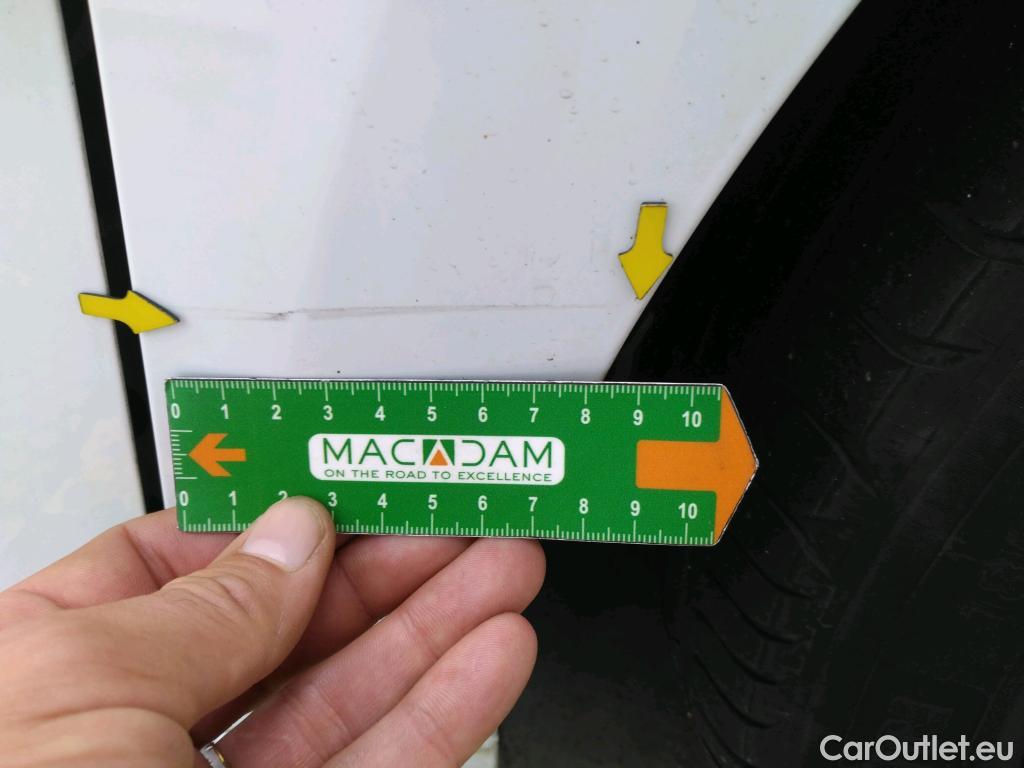 0 1 2 3 4 5 6 7 8 9 10
MACADAM
ON THE ROAD TO EXCELLENCE
0 1 2 3 4 5 6 7 8 9 10
CarOutlet.eu